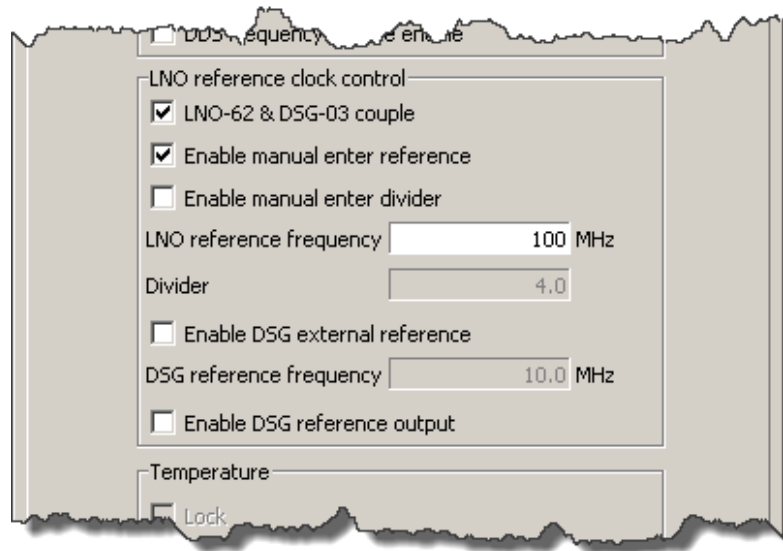 LNO reference clock control
LNO-62 & DSG-03 couple
Enable manual enter reference
Enable manual enter divider
LNO reference frequency 100 MHz
Divider 4.0
Enable DSG external reference
DSG reference frequency 10.0 MHz
Enable DSG reference output
Temperature
Lock